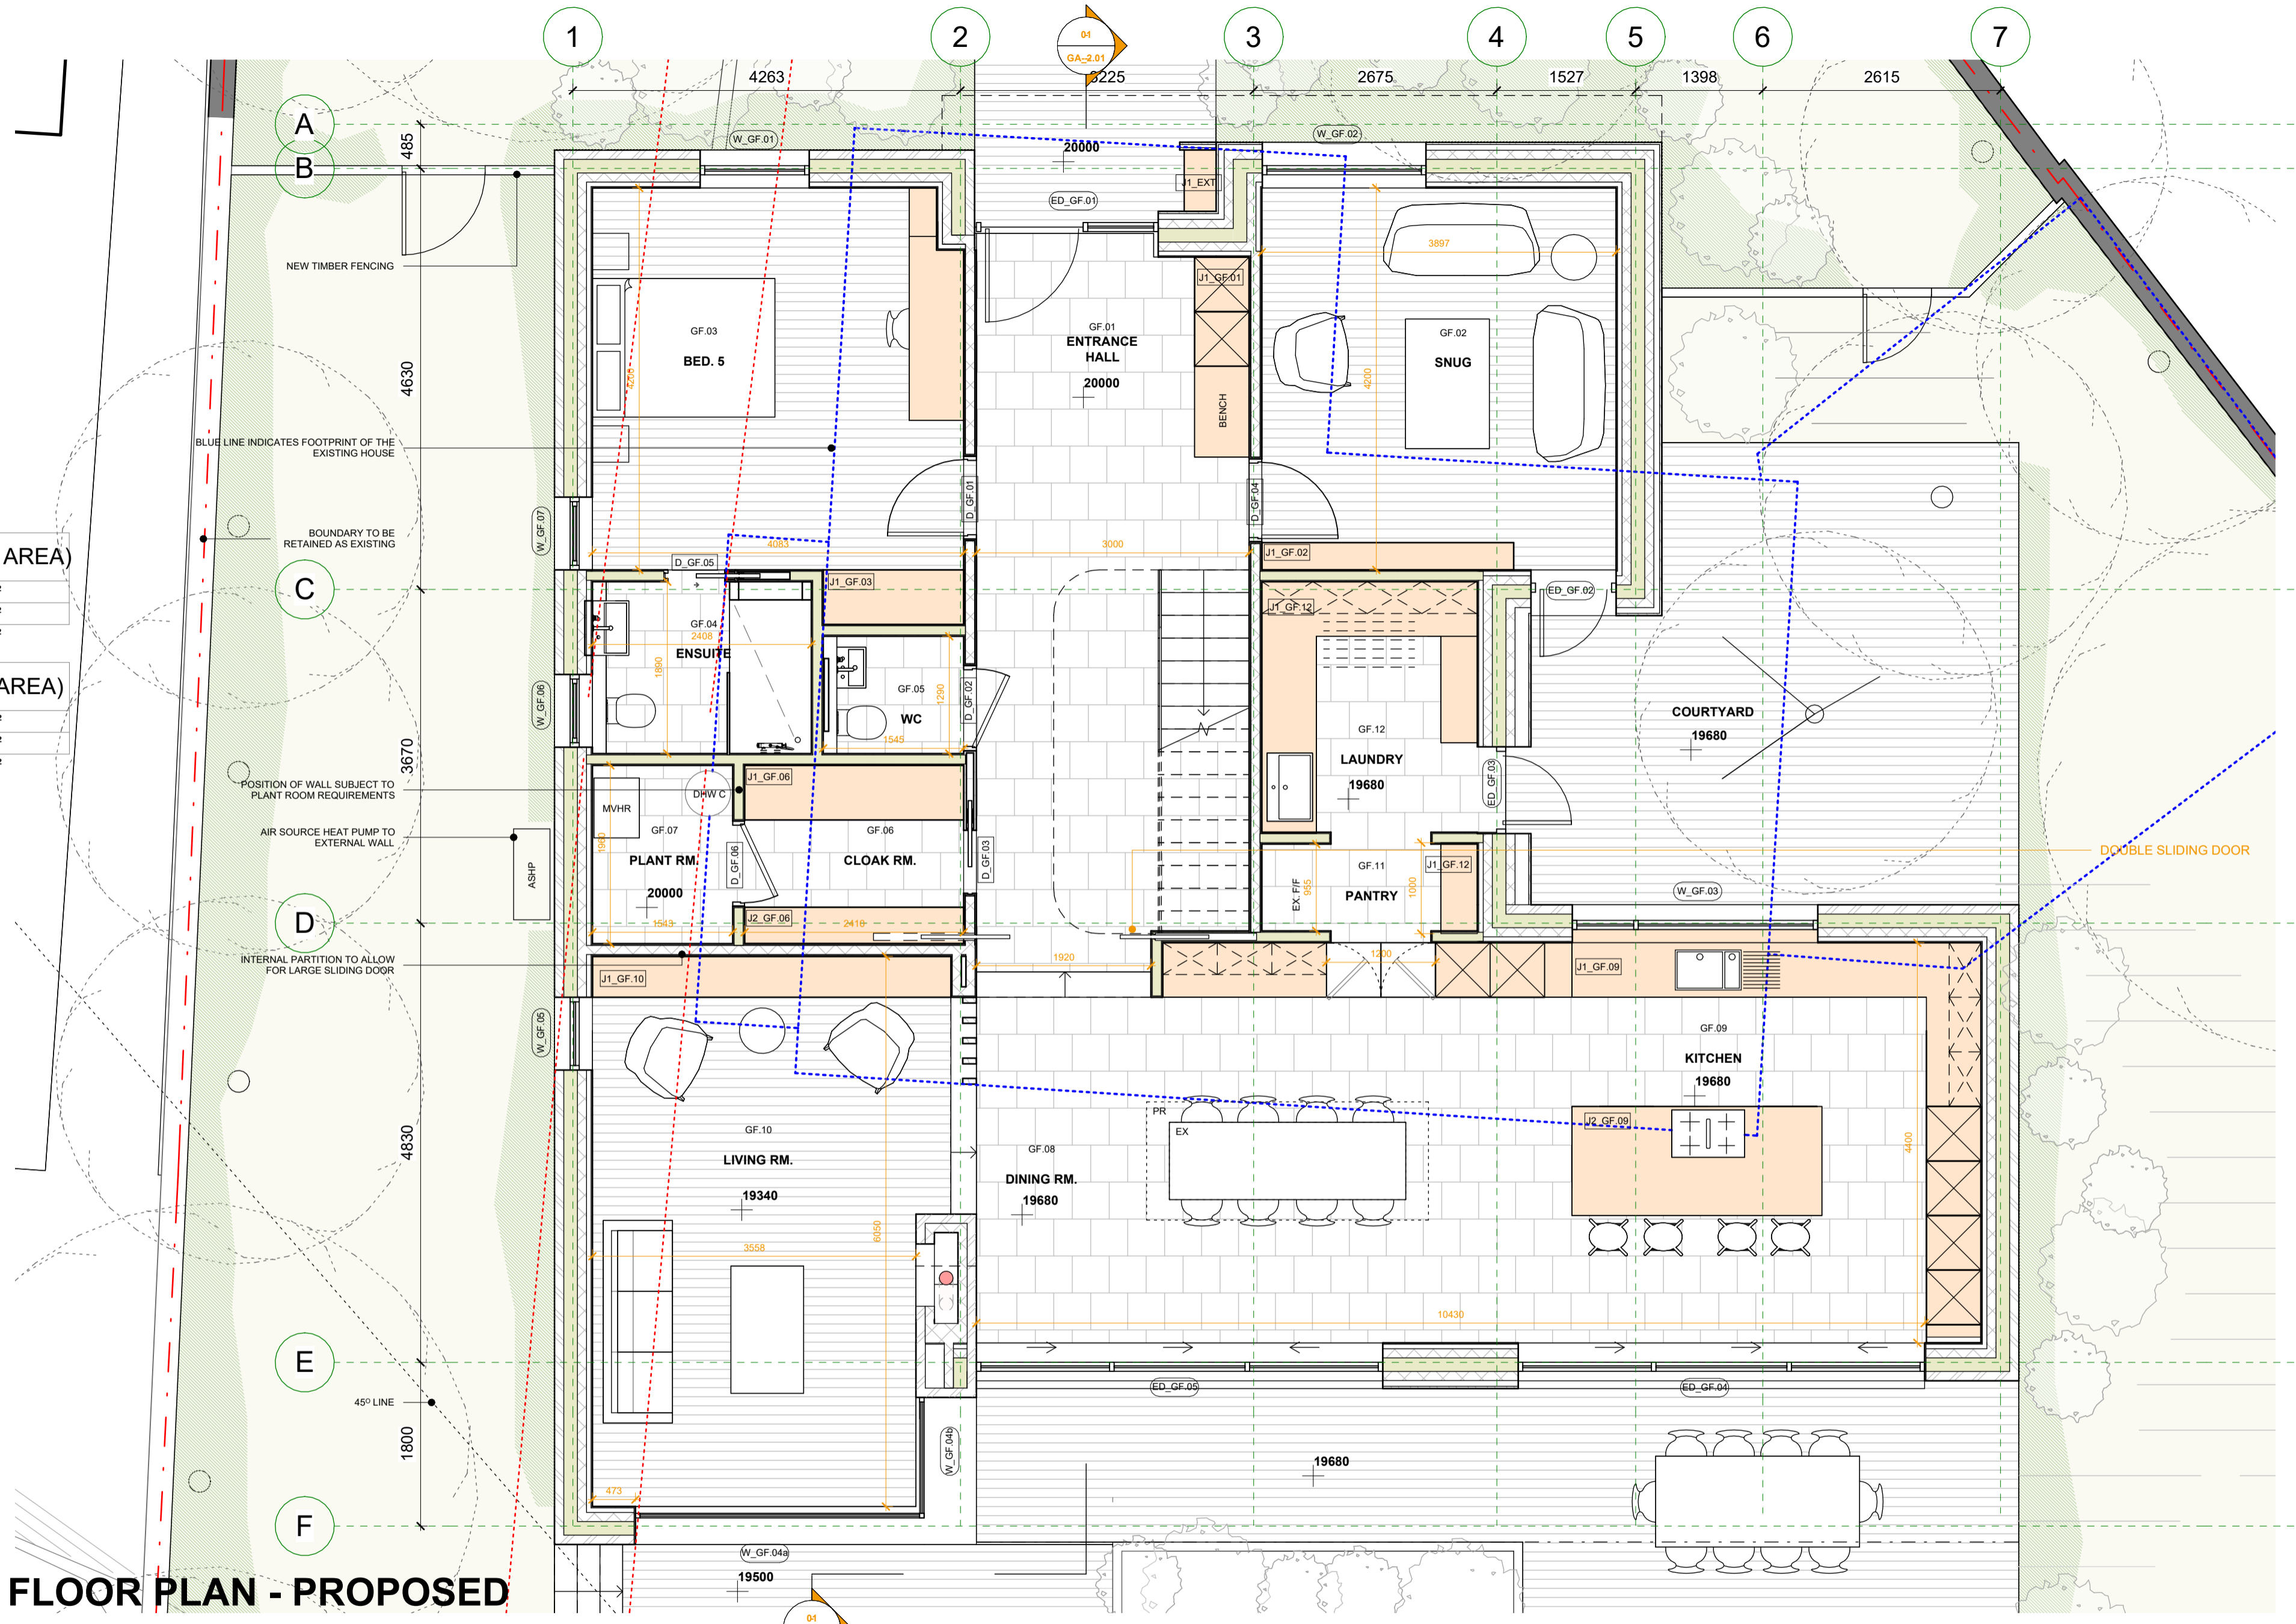 1
2
3
4
5
6
7
01
GA_2.01
4263
2675
1527
1398
2615
A
B
C
D
E
F
485
4630
3670
4830
1800
W_GF.01
W_GF.02
20000
J1_EXT
ED_GF.01
NEW TIMBER FENCING
BLUE LINE INDICATES FOOTPRINT OF THE
EXISTING HOUSE
BOUNDARY TO BE
RETAINED AS EXISTING
AREA)
AREA)
POSITION OF WALL SUBJECT TO
PLANT ROOM REQUIREMENTS
AIR SOURCE HEAT PUMP TO
EXTERNAL WALL
ASHP
INTERNAL PARTITION TO ALLOW
FOR LARGE SLIDING DOOR
45º LINE
GF.03
BED. 5
4200
4083
W_GF.07
D_GF.01
GF.01
ENTRANCE
HALL
20000
J1_GF.01
BENCH
3000
3897
GF.02
SNUG
4200
D_GF.04
J1_GF.02
D_GF.05
J1_GF.03
GF.04
2408
ENSUITE
1890
W_GF.06
GF.05
WC
1290
1545
D_GF.02
J1_GF.12
GF.12
LAUNDRY
19680
ED_GF.02
ED_GF.03
COURTYARD
19680
MVHR
DHW C
GF.07
PLANT RM.
20000
1543
D_GF.06
J1_GF.06
GF.06
CLOAK RM.
J2_GF.06
2410
D_GF.03
EX. F/F
955
GF.11
PANTRY
1000
J1_GF.12
W_GF.03
DOUBLE SLIDING DOOR
J1_GF.10
1920
1200
J1_GF.09
W_GF.05
GF.09
KITCHEN
19680
J2_GF.09
4400
PR
EX
GF.10
LIVING RM.
19340
GF.08
DINING RM.
19680
3558
6050
10430
ED_GF.05
ED_GF.04
W_GF.04b
19680
473
W_GF.04a
19500
FLOOR PLAN - PROPOSED
01